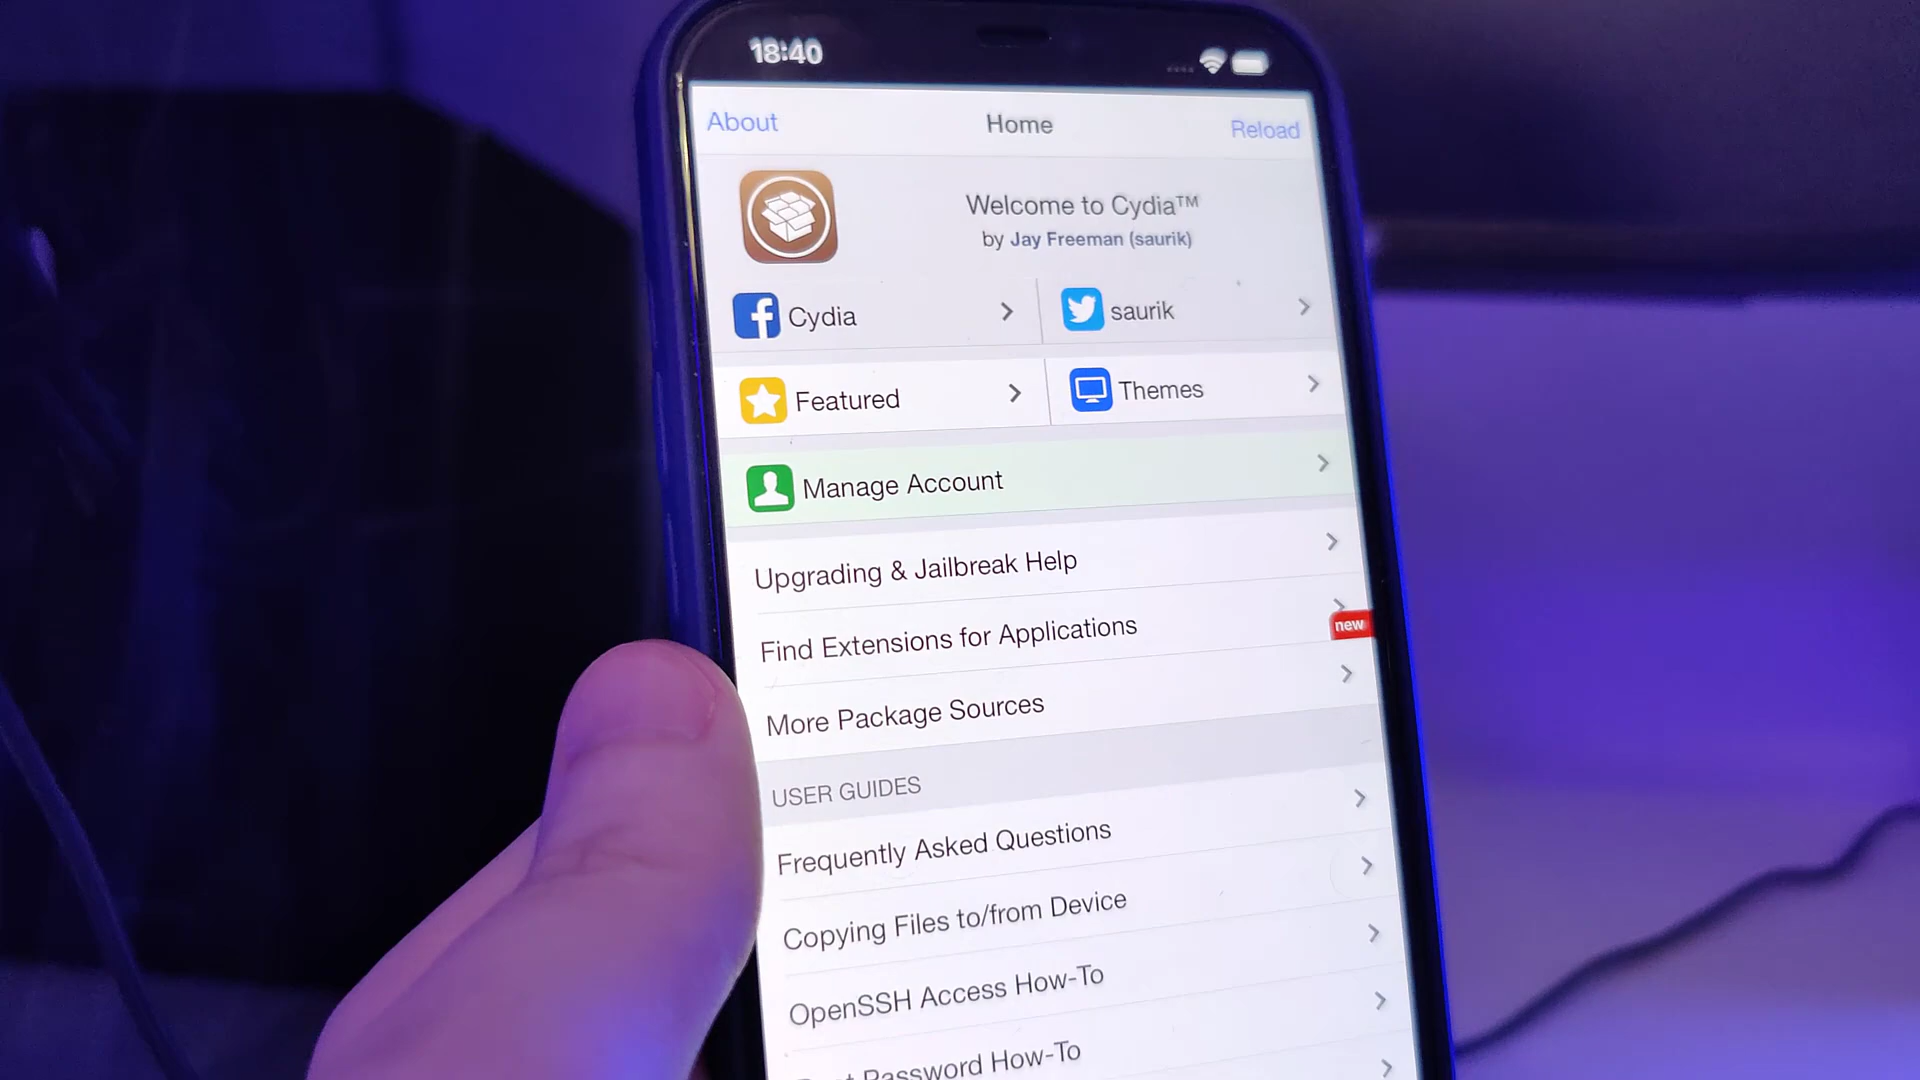 18:40
About Home Reload
Welcome to Cydia™
by Jay Freeman (saurik)
Cydia
saurik
Featured
Themes
Manage Account
Upgrading & Jailbreak Help
Find Extensions for Applications
new
More Package Sources
USER GUIDES
Frequently Asked Questions
Copying Files to/from Device
OpenSSH Access How-To
Password How-To